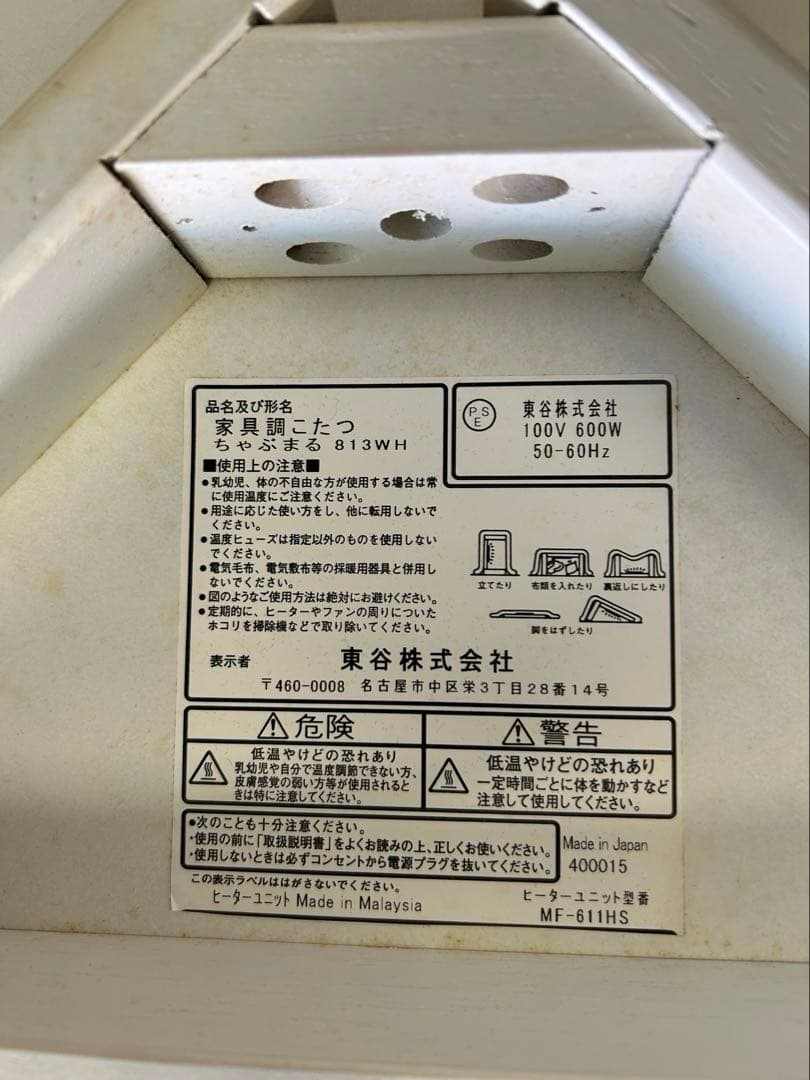 品名及び形名
家具調こたつ
ちゃぶまる 813WH
PSE
東谷株式会社
100V 600W
50-60Hz
■使用上の注意■
●乳幼児、体の不自由な方が使用する場合は常
に使用温度にご注意ください。
●用途に応じた使い方をし、他に転用しないで
ください。
●温度ヒューズは指定以外のものを使用しない
でください。
●電気毛布、電気敷布等の採暖用器具と併用し
ないでください。
●図のようなご使用方法は絶対にお避けください。
●定期的に、ヒーターやファンの周りについた
ホコリを掃除機などで取り除いてください。
立てたり 布類を入れたり 裏返しにしたり
脚をはずしたり
表示者 東谷株式会社
〒460-0008 名古屋市中区栄3丁目28番14号
⚠危険
低温やけどの恐れあり
乳幼児や自分で温度調節できない方、
皮膚感覚の弱い方等が使用されると
きは特に注意してください。
⚠警告
低温やけどの恐れあり
一定時間ごとに体を動かすなど
注意して使用してください。
●次のことも十分注意ください。
・使用の前に「取扱説明書」をよくお読みの上、正しくお使いください。
・使用しないときは必ずコンセントから電源プラグを抜いてください。
Made in Japan
400015
この表示ラベルははがさないでください。
ヒーターユニット Made in Malaysia
ヒーターユニット型番
MF-611HS